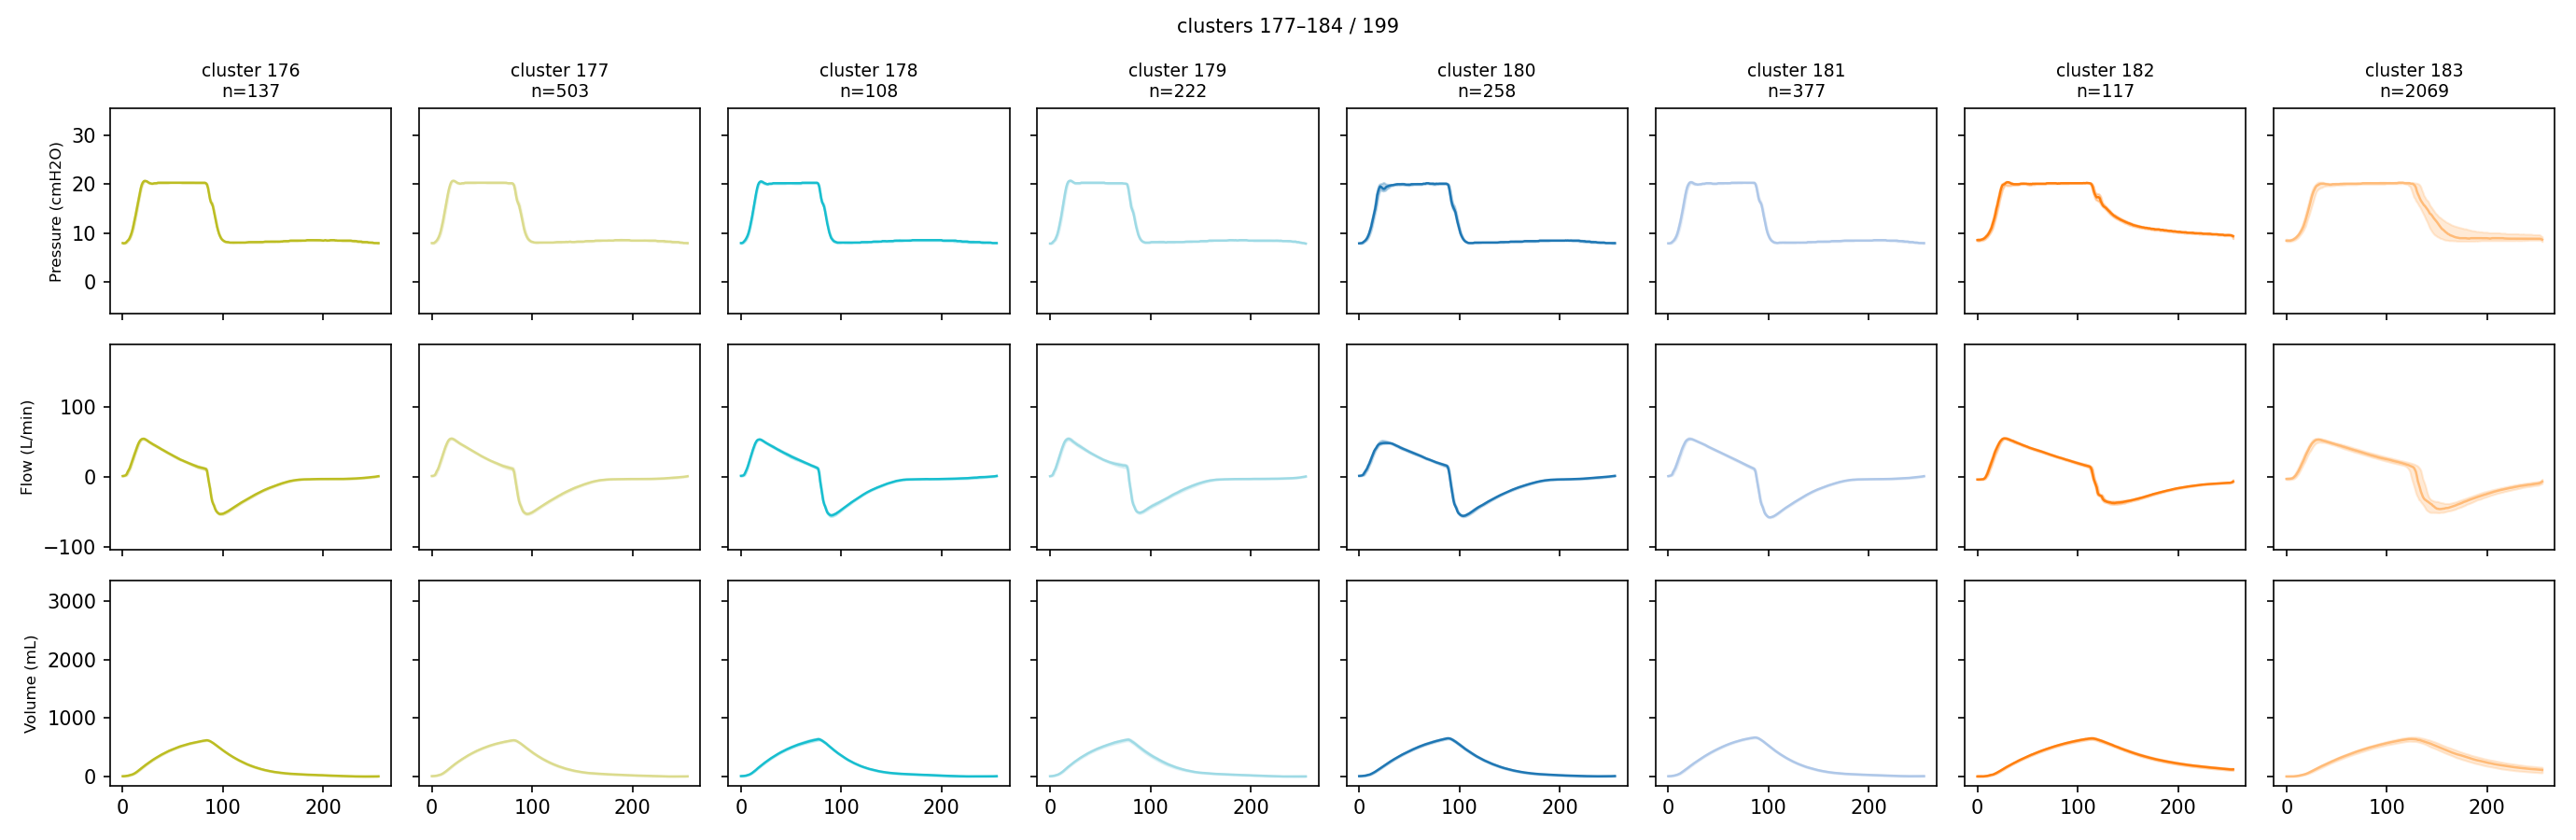 clusters 177–184 / 199
cluster 176
n=137
cluster 177
n=503
cluster 178
n=108
cluster 179
n=222
cluster 180
n=258
cluster 181
n=377
cluster 182
n=117
cluster 183
n=2069
Pressure (cmH2O)
30
20
10
0
Flow (L/min)
100
0
−100
Volume (mL)
3000
2000
1000
0
0 100 200
0 100 200
0 100 200
0 100 200
0 100 200
0 100 200
0 100 200
0 100 200